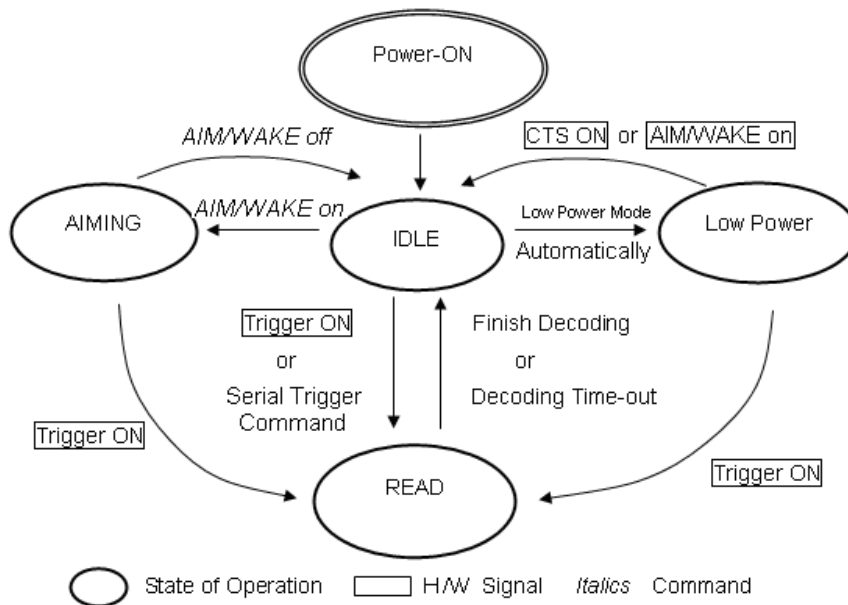 Power-ON
AIM/WAKE off
CTS ON or AIM/WAKE on
AIMING
AIM/WAKE on
IDLE
Low Power Mode
Automatically
Low Power
Trigger ON
or
Serial Trigger
Command
Finish Decoding
or
Decoding Time-out
Trigger ON
Trigger ON
READ
State of Operation H/W Signal Italics Command